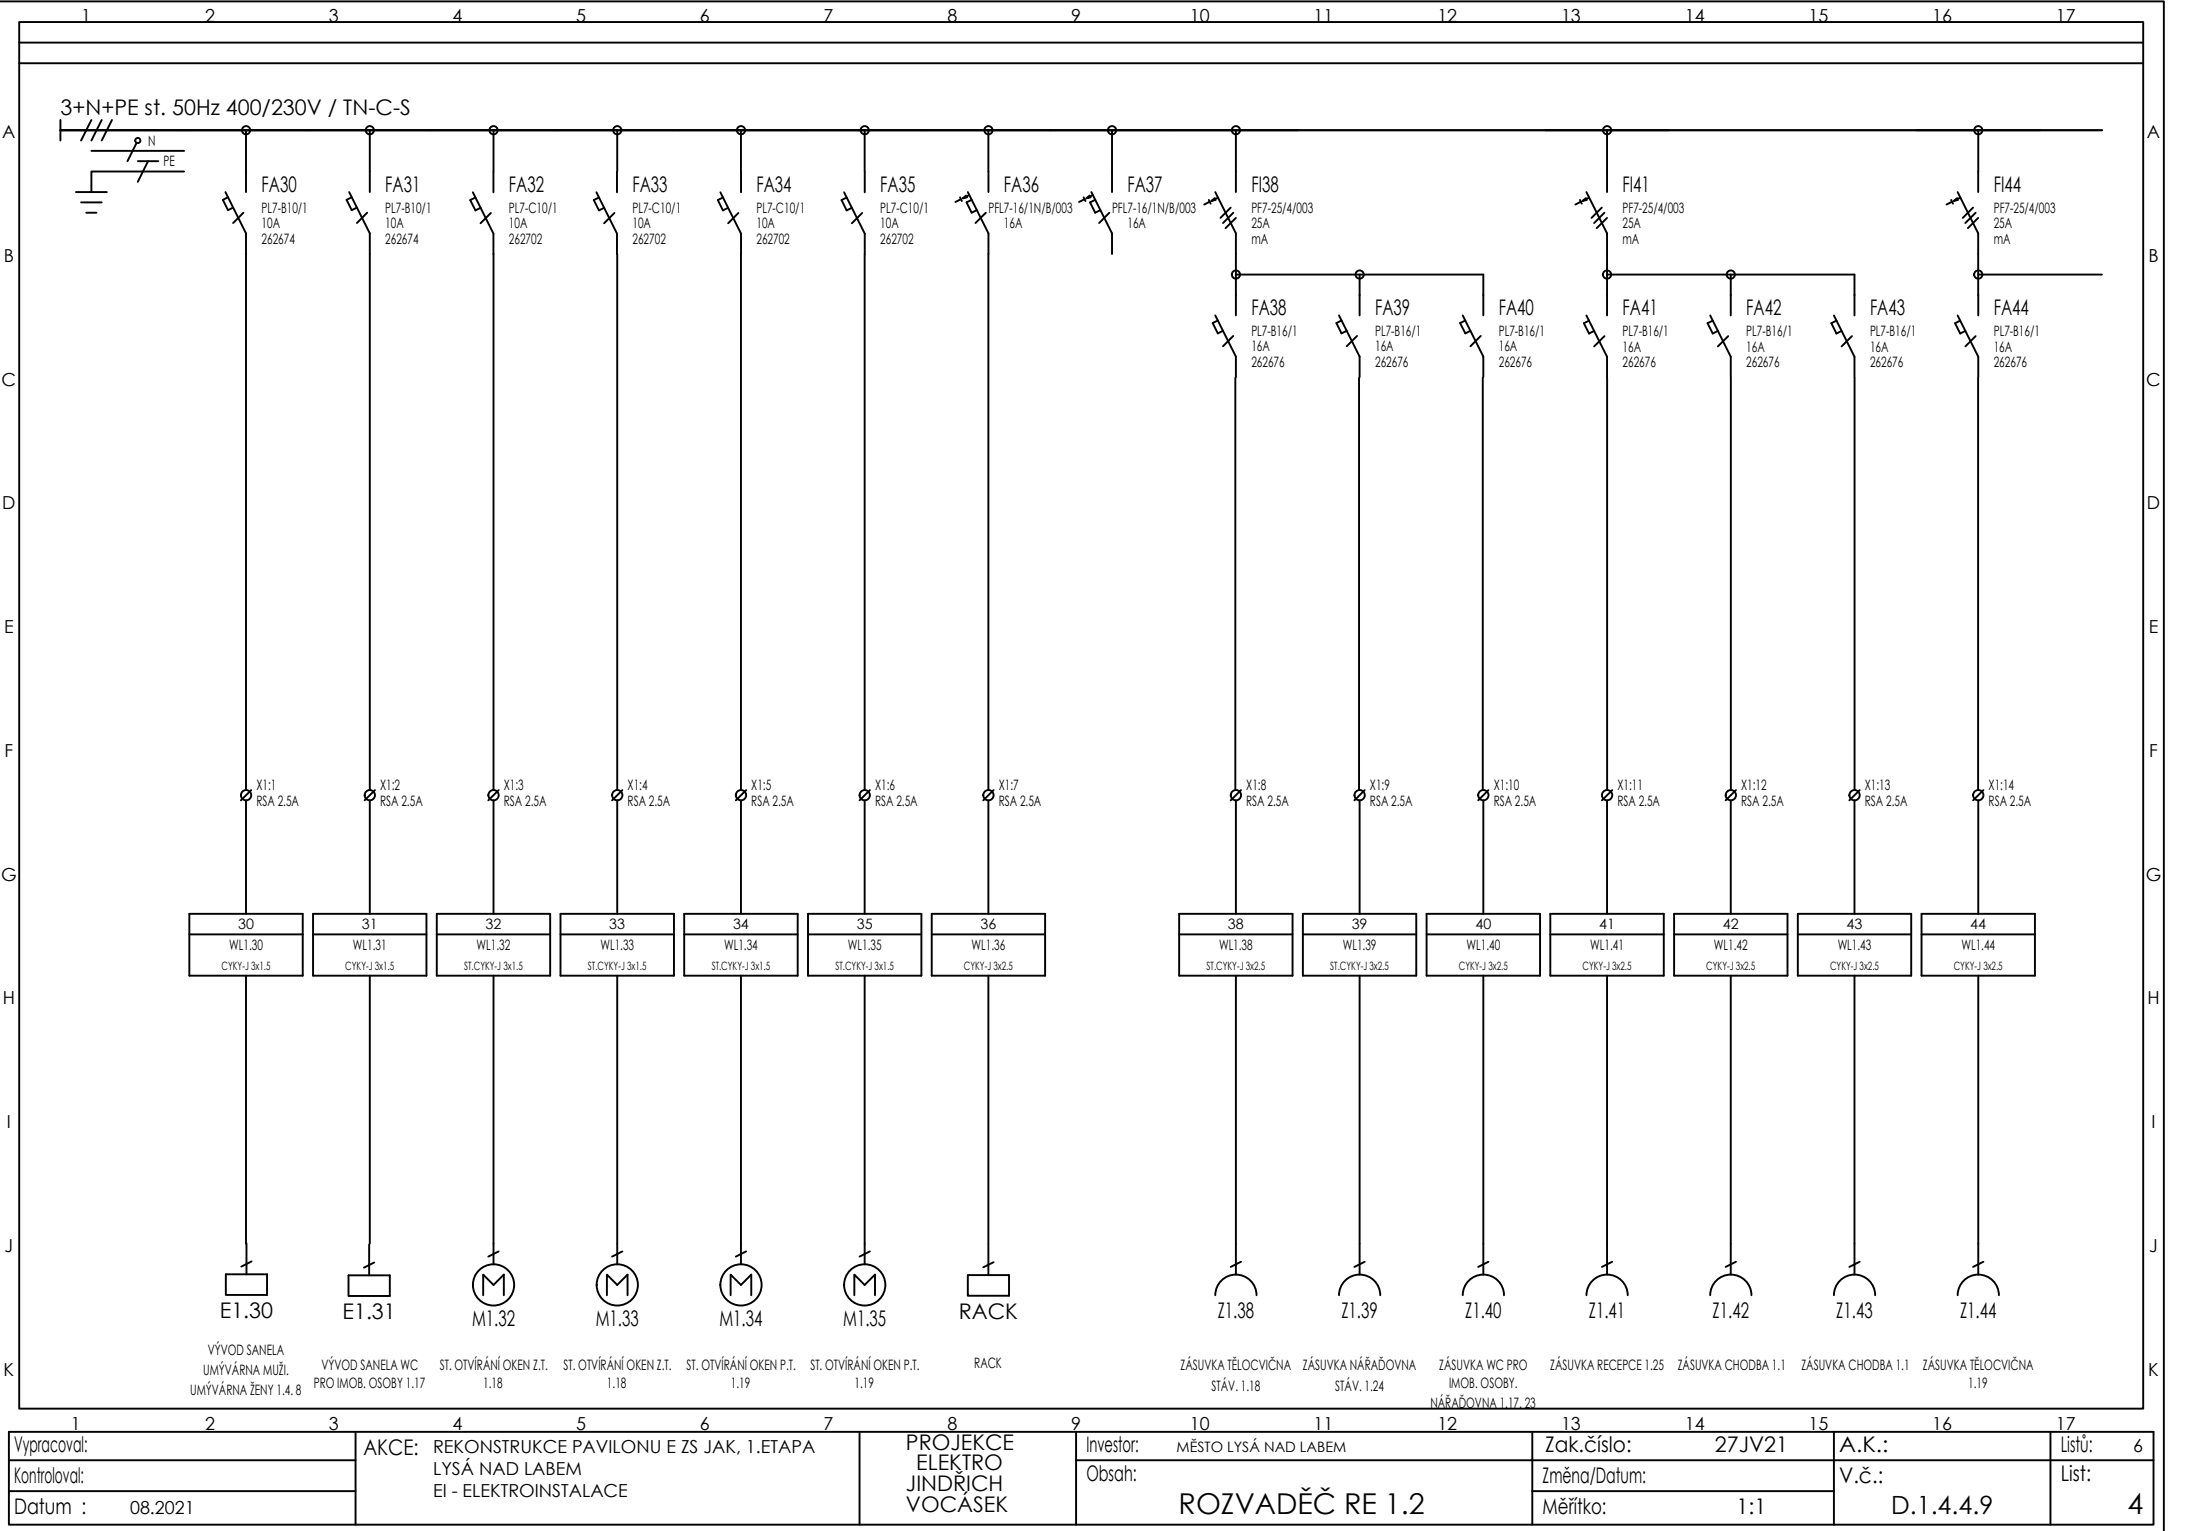 1 2 3 4 5 6 7 8 9 10 11 12 13 14 15 16 17
3+N+PE st. 50Hz 400/230V / TN-C-S
A A
N
PE
FA30
PL7-B10/1
10A
262674
FA31
PL7-B10/1
10A
262674
FA32
PL7-C10/1
10A
262702
FA33
PL7-C10/1
10A
262702
FA34
PL7-C10/1
10A
262702
FA35
PL7-C10/1
10A
262702
FA36
PFL7-16/1N/B/003
16A
FA37
PFL7-16/1N/B/003
16A
FI38
PF7-25/4/003
25A
mA
FI41
PF7-25/4/003
25A
mA
FI44
PF7-25/4/003
25A
mA
B B
FA38
PL7-B16/1
16A
262676
FA39
PL7-B16/1
16A
262676
FA40
PL7-B16/1
16A
262676
FA41
PL7-B16/1
16A
262676
FA42
PL7-B16/1
16A
262676
FA43
PL7-B16/1
16A
262676
FA44
PL7-B16/1
16A
262676
C C
D D
E E
F F
X1:1
RSA 2.5A
X1:2
RSA 2.5A
X1:3
RSA 2.5A
X1:4
RSA 2.5A
X1:5
RSA 2.5A
X1:6
RSA 2.5A
X1:7
RSA 2.5A
X1:8
RSA 2.5A
X1:9
RSA 2.5A
X1:10
RSA 2.5A
X1:11
RSA 2.5A
X1:12
RSA 2.5A
X1:13
RSA 2.5A
X1:14
RSA 2.5A
G G
30
WL1.30
CYKY-J 3x1.5
31
WL1.31
CYKY-J 3x1.5
32
WL1.32
ST.CYKY-J 3x1.5
33
WL1.33
ST.CYKY-J 3x1.5
34
WL1.34
ST.CYKY-J 3x1.5
35
WL1.35
ST.CYKY-J 3x1.5
36
WL1.36
CYKY-J 3x2.5
38
WL1.38
ST.CYKY-J 3x2.5
39
WL1.39
ST.CYKY-J 3x2.5
40
WL1.40
CYKY-J 3x2.5
41
WL1.41
CYKY-J 3x2.5
42
WL1.42
CYKY-J 3x2.5
43
WL1.43
CYKY-J 3x2.5
44
WL1.44
CYKY-J 3x2.5
H H
I I
J J
E1.30
VÝVOD SANELA
UMÝVÁRNA MUŽI.
UMÝVÁRNA ŽENY 1.4. 8
E1.31
VÝVOD SANELA WC
PRO IMOB. OSOBY 1.17
M
M1.32
ST. OTVÍRÁNÍ OKEN Z.T.
1.18
M
M1.33
ST. OTVÍRÁNÍ OKEN Z.T.
1.18
M
M1.34
ST. OTVÍRÁNÍ OKEN P.T.
1.19
M
M1.35
ST. OTVÍRÁNÍ OKEN P.T.
1.19
RACK
RACK
Z1.38
ZÁSUVKA TĚLOCVIČNA
STÁV. 1.18
Z1.39
ZÁSUVKA NÁŘAĎOVNA
STÁV. 1.24
Z1.40
ZÁSUVKA WC PRO
IMOB. OSOBY.
NÁŘAĎOVNA 1.17. 23
Z1.41
ZÁSUVKA RECEPCE 1.25
Z1.42
ZÁSUVKA CHODBA 1.1
Z1.43
ZÁSUVKA CHODBA 1.1
Z1.44
ZÁSUVKA TĚLOCVIČNA
1.19
K K
1 2 3 4 5 6 7 8 9 10 11 12 13 14 15 16 17
Vypracoval:
Kontroloval:
Datum : 08.2021
AKCE: REKONSTRUKCE PAVILONU E ZS JAK, 1.ETAPA
LYSÁ NAD LABEM
EI - ELEKTROINSTALACE
PROJEKCE
ELEKTRO
JINDŘICH
VOCÁSEK
Investor: MĚSTO LYSÁ NAD LABEM
Obsah:
ROZVADĚČ RE 1.2
Zak.číslo: 27JV21
Změna/Datum:
Měřítko: 1:1
A.K.:
V.č.:
D.1.4.4.9
Listů: 6
List:
4